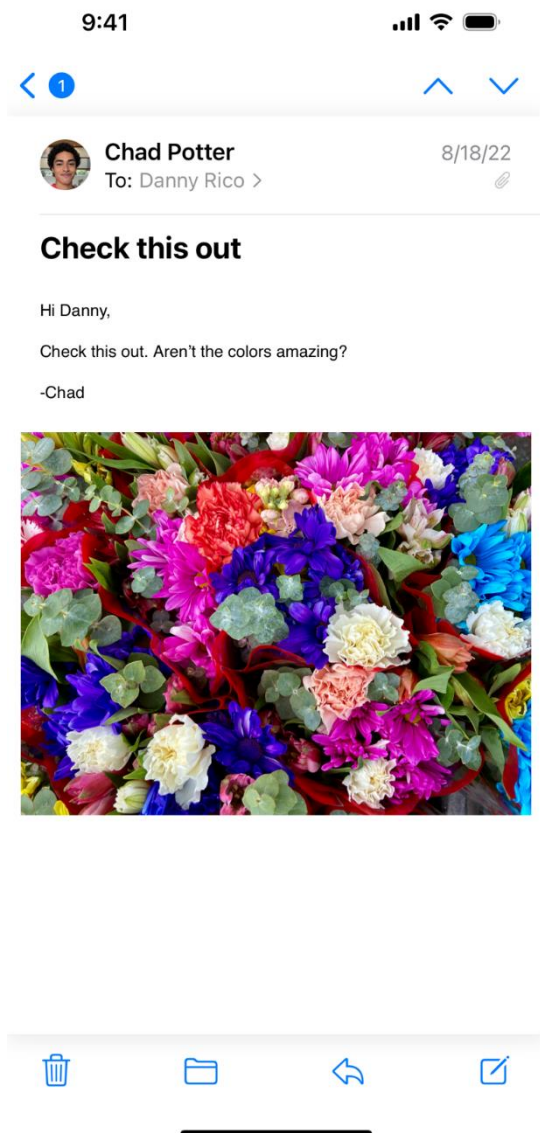 9:41
1
Chad Potter
8/18/22
To: Danny Rico
Check this out
Hi Danny,
Check this out. Aren’t the colors amazing?
-Chad